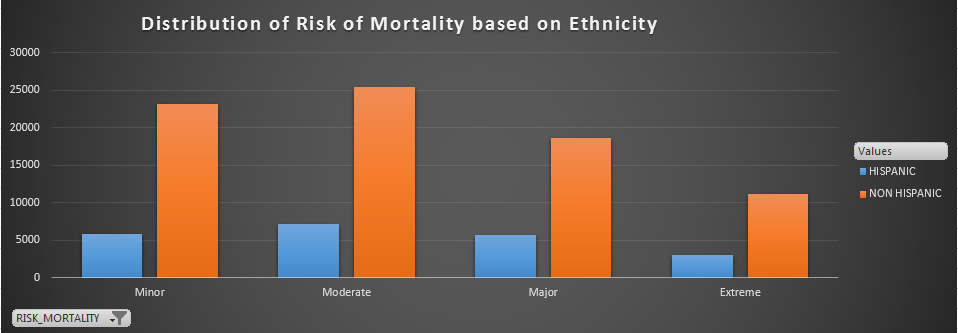 Distribution of Risk of Mortality based on Ethnicity
30000
25000
20000
15000
10000
5000
0
Minor Moderate Major Extreme
Values
HISPANIC
NON HISPANIC
RISK_MORTALITY